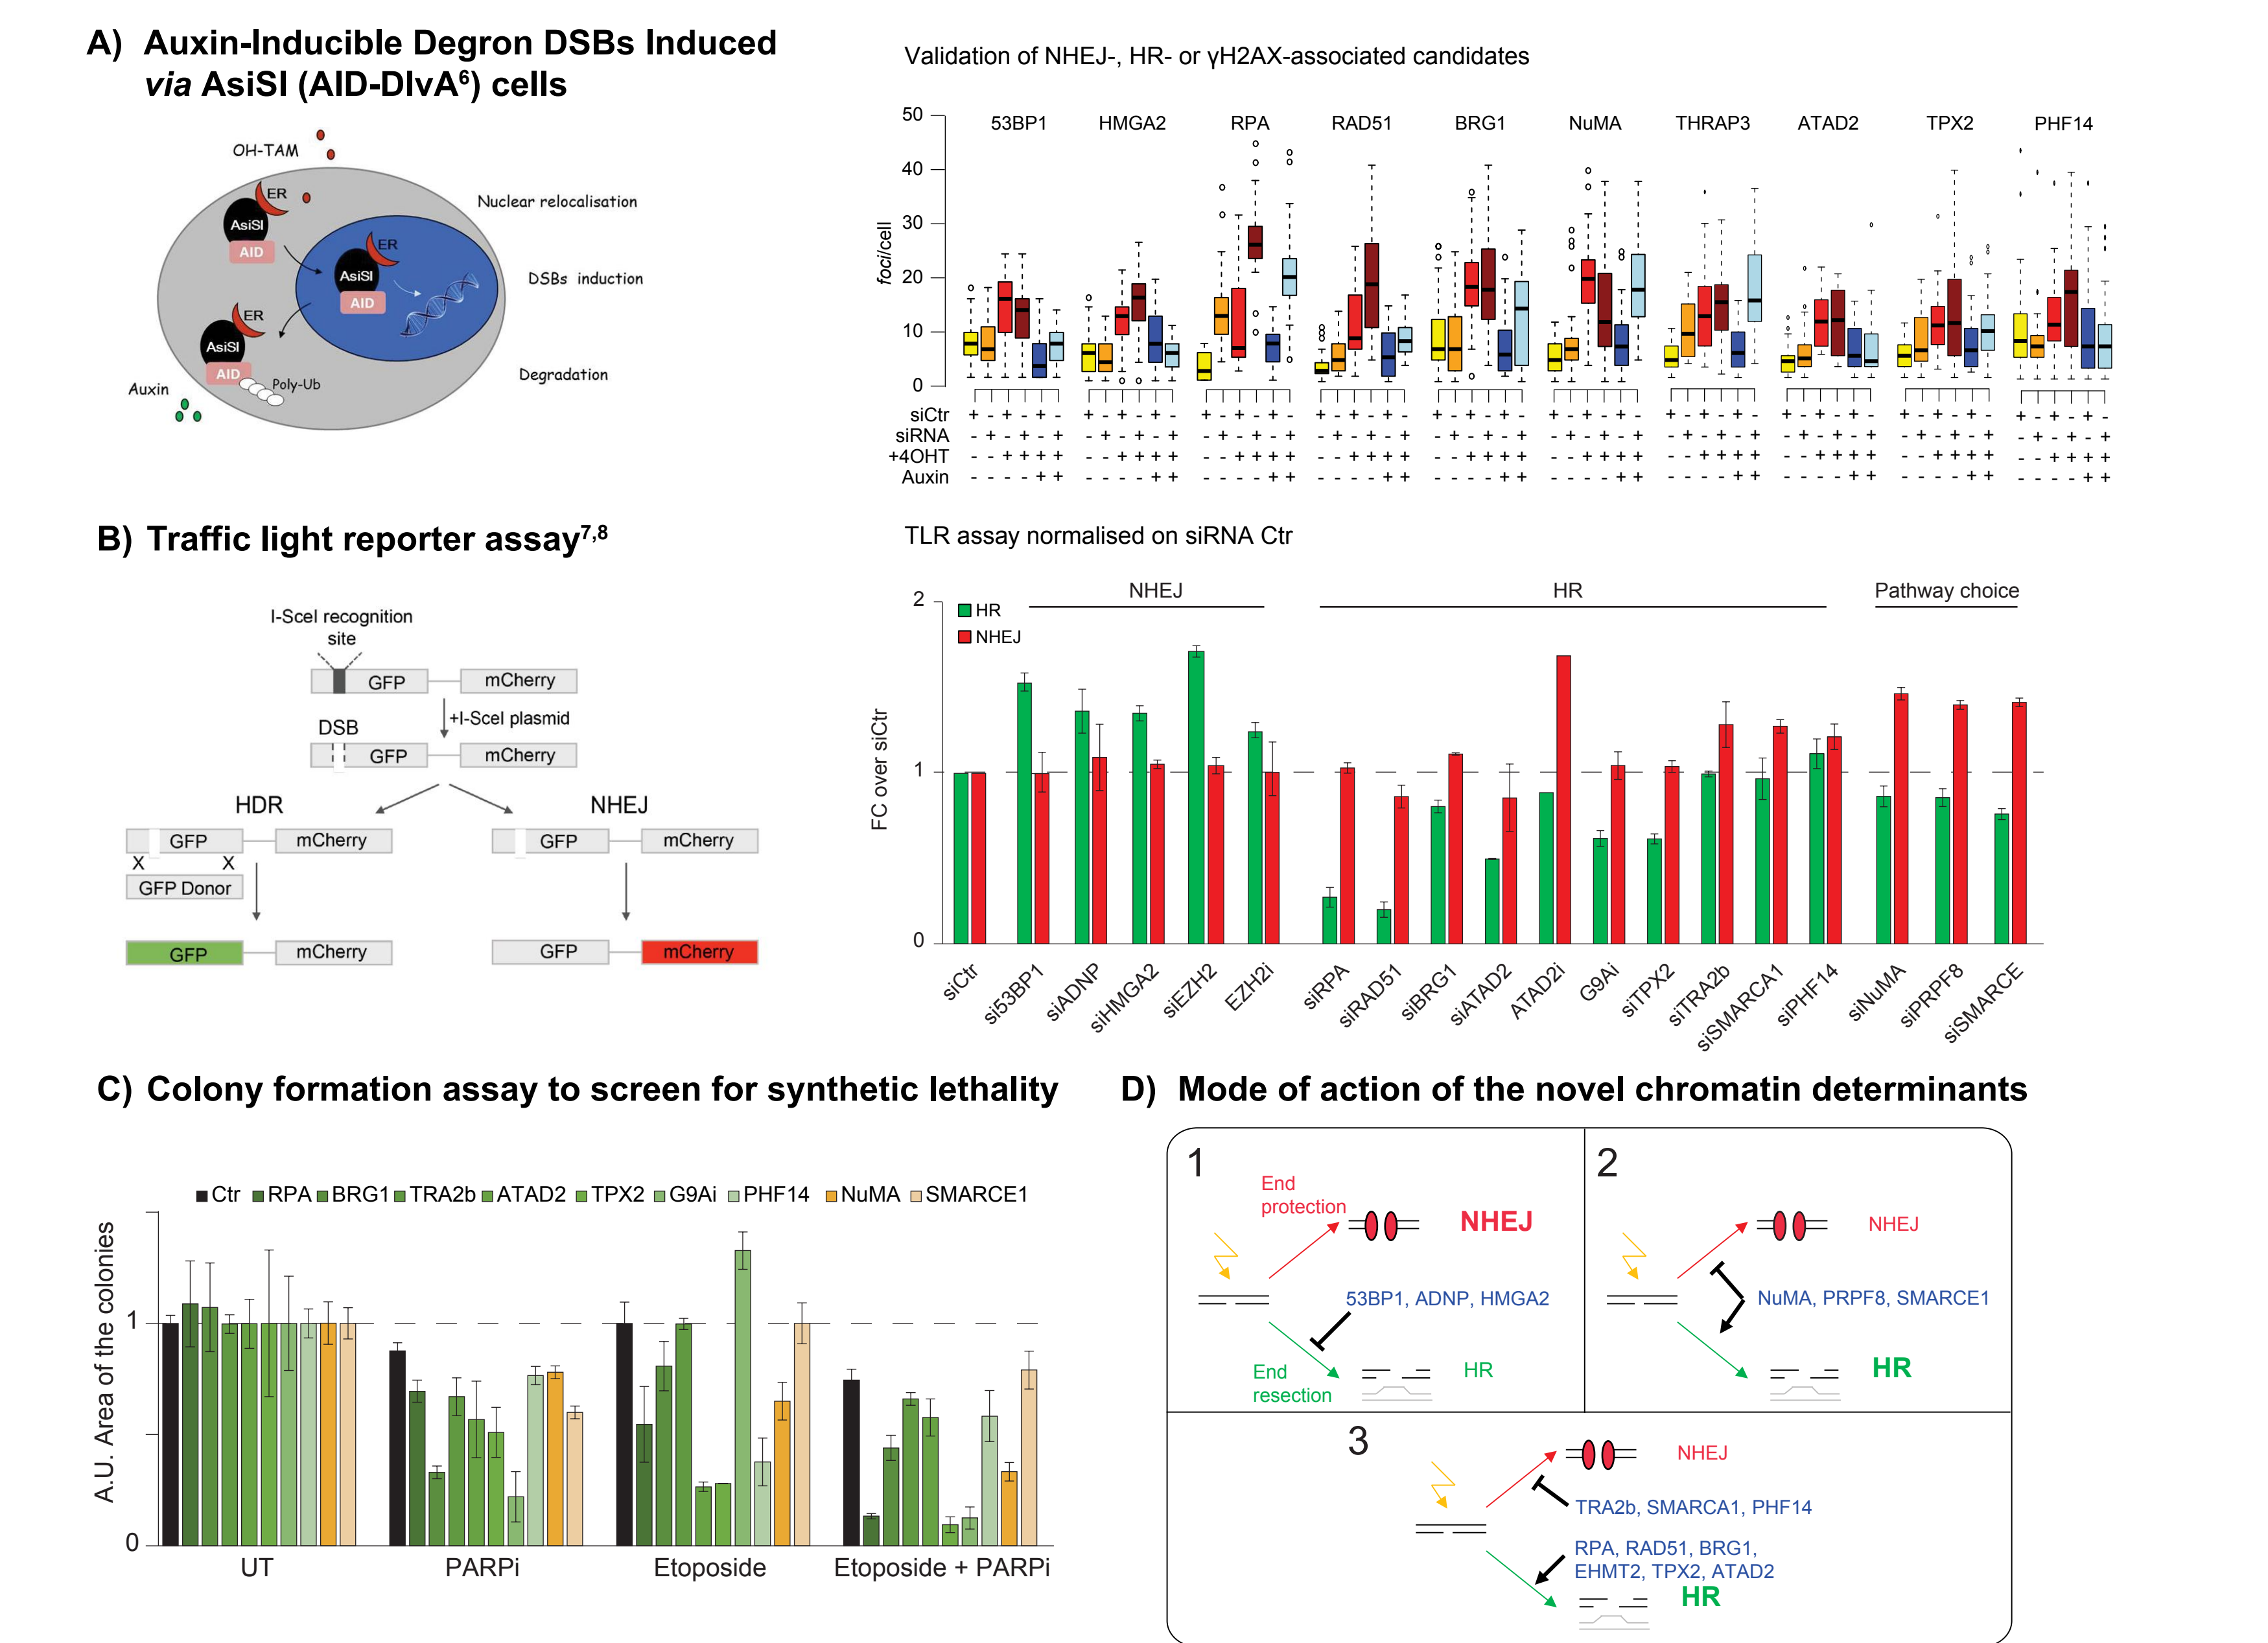 A) Auxin-Inducible Degron DSBs Induced
via AsiSI (AID-DIvA⁶) cells
OH-TAM
ER
AsiSI
AID
Nuclear relocalisation
ER
AsiSI
AID
DSBs induction
ER
AsiSI
AID
Poly-Ub
Degradation
Auxin
Validation of NHEJ-, HR- or γH2AX-associated candidates
50
40
30
20
10
0
foci/cell
53BP1 HMGA2 RPA RAD51 BRG1 NuMA THRAP3 ATAD2 TPX2 PHF14
siCtr + - + - + - + - + - + - + - + - + - + - + - + - + - + - + - + - + - + - + - + - + - + - + - + - + - + - + - + - + - + -
siRNA - + - + - + - + - + - + - + - + - + - + - + - + - + - + - + - + - + - + - + - + - + - + - + - + - + - + - + - + - + - +
+4OHT - - + + + + - - + + + + - - + + + + - - + + + + - - + + + + - - + + + + - - + + + + - - + + + + - - + + + + - - + + + +
Auxin - - - - + + - - - - + + - - - - + + - - - - + + - - - - + + - - - - + + - - - - + + - - - - + + - - - - + + - - - - + +
B) Traffic light reporter assay⁷,⁸
I-SceI recognition
site
GFP mCherry
+I-SceI plasmid
DSB
GFP mCherry
HDR NHEJ
GFP mCherry GFP mCherry
X X
GFP Donor
GFP mCherry GFP mCherry
TLR assay normalised on siRNA Ctr
2
1
0
FC over siCtr
HR
NHEJ
NHEJ HR Pathway choice
siCtr
si53BP1
siADNP
siHMGA2
siEZH2
EZH2i
siRPA
siRAD51
siBRG1
siATAD2
ATAD2i
G9Ai
siTPX2
siTRA2b
siSMARCA1
siPHF14
siNuMA
siPRPF8
siSMARCE
C) Colony formation assay to screen for synthetic lethality
Ctr RPA BRG1 TRA2b ATAD2 TPX2 G9Ai PHF14 NuMA SMARCE1
A.U. Area of the colonies
1
0
UT PARPi Etoposide Etoposide + PARPi
D) Mode of action of the novel chromatin determinants
1
End
protection
NHEJ
53BP1, ADNP, HMGA2
End
resection
HR
2
NHEJ
NuMA, PRPF8, SMARCE1
HR
3
NHEJ
TRA2b, SMARCA1, PHF14
RPA, RAD51, BRG1,
EHMT2, TPX2, ATAD2
HR